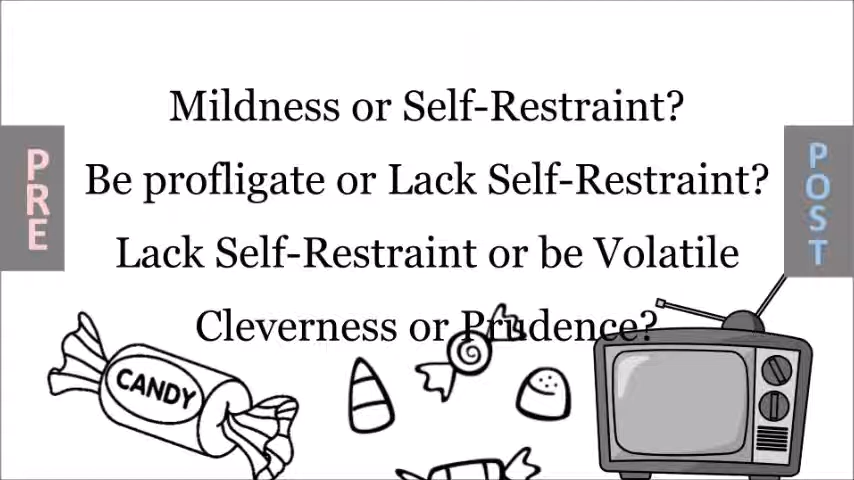 Mildness or Self-Restraint?
Be profligate or Lack Self-Restraint?
Lack Self-Restraint or be Volatile
Cleverness or Prudence?
PRE
POST
CANDY